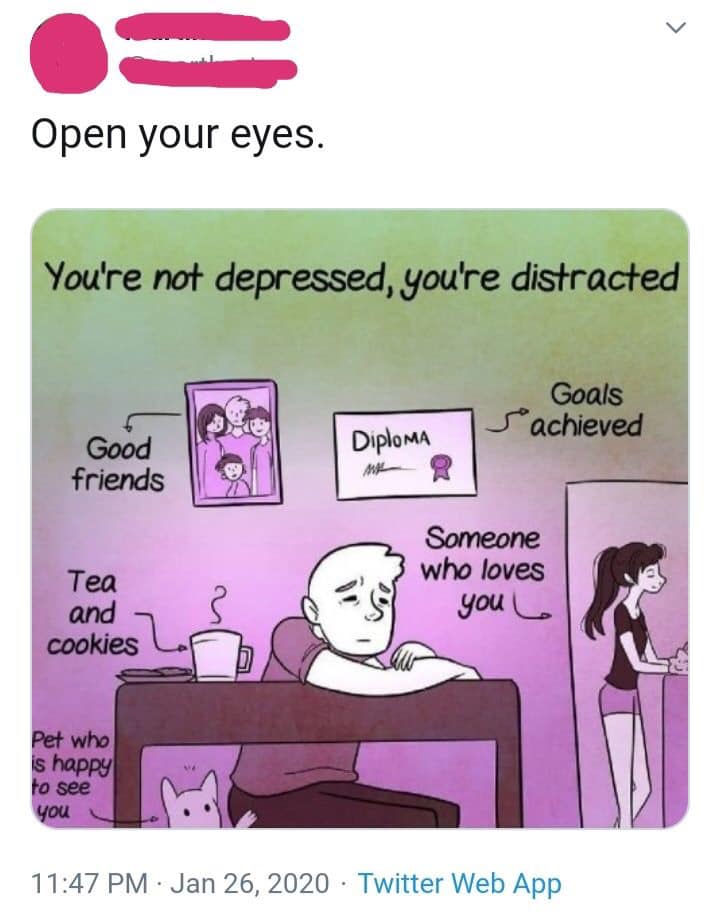 Open your eyes.
You're not depressed, you're distracted
Good
friends
Diploma
Goals
achieved
Someone
who loves
you
Tea
and
cookies
Pet who
is happy
to see
you
11:47 PM · Jan 26, 2020 · Twitter Web App